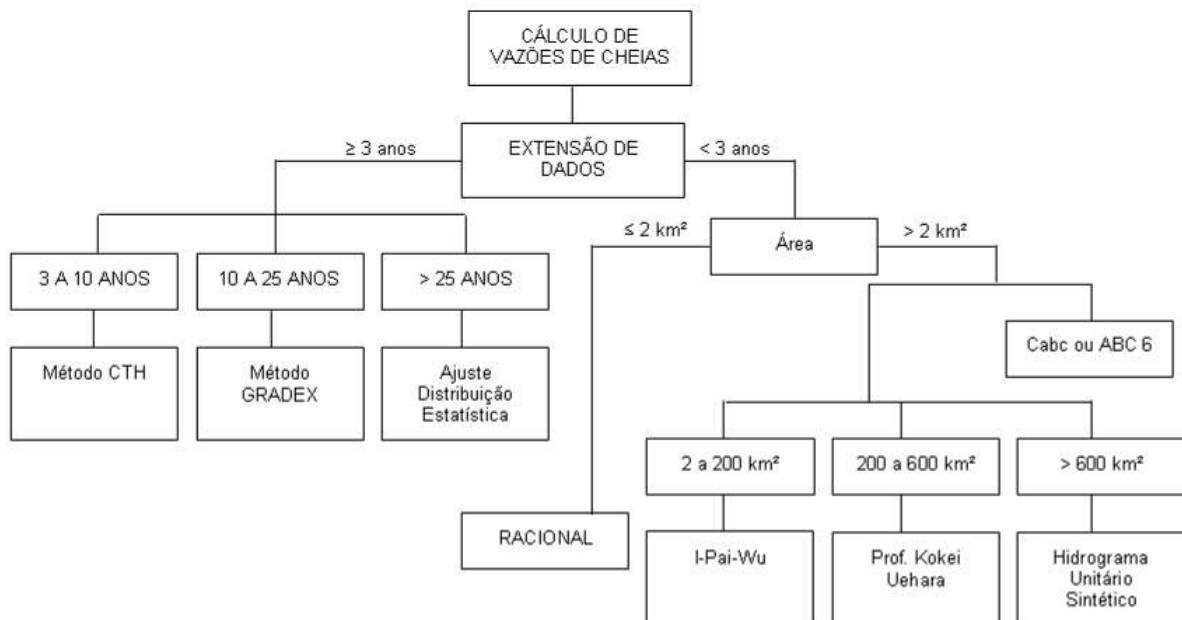 CÁLCULO DE
VAZÕES DE CHEIAS
EXTENSÃO DE
DADOS
≥ 3 anos
< 3 anos
3 A 10 ANOS
10 A 25 ANOS
> 25 ANOS
Método CTH
Método
GRADEX
Ajuste
Distribuição
Estatística
Área
≤ 2 km²
> 2 km²
RACIONAL
Cabc ou ABC 6
2 a 200 km²
200 a 600 km²
> 600 km²
I-Pai-Wu
Prof. Kokei
Uehara
Hidrograma
Unitário
Sintético